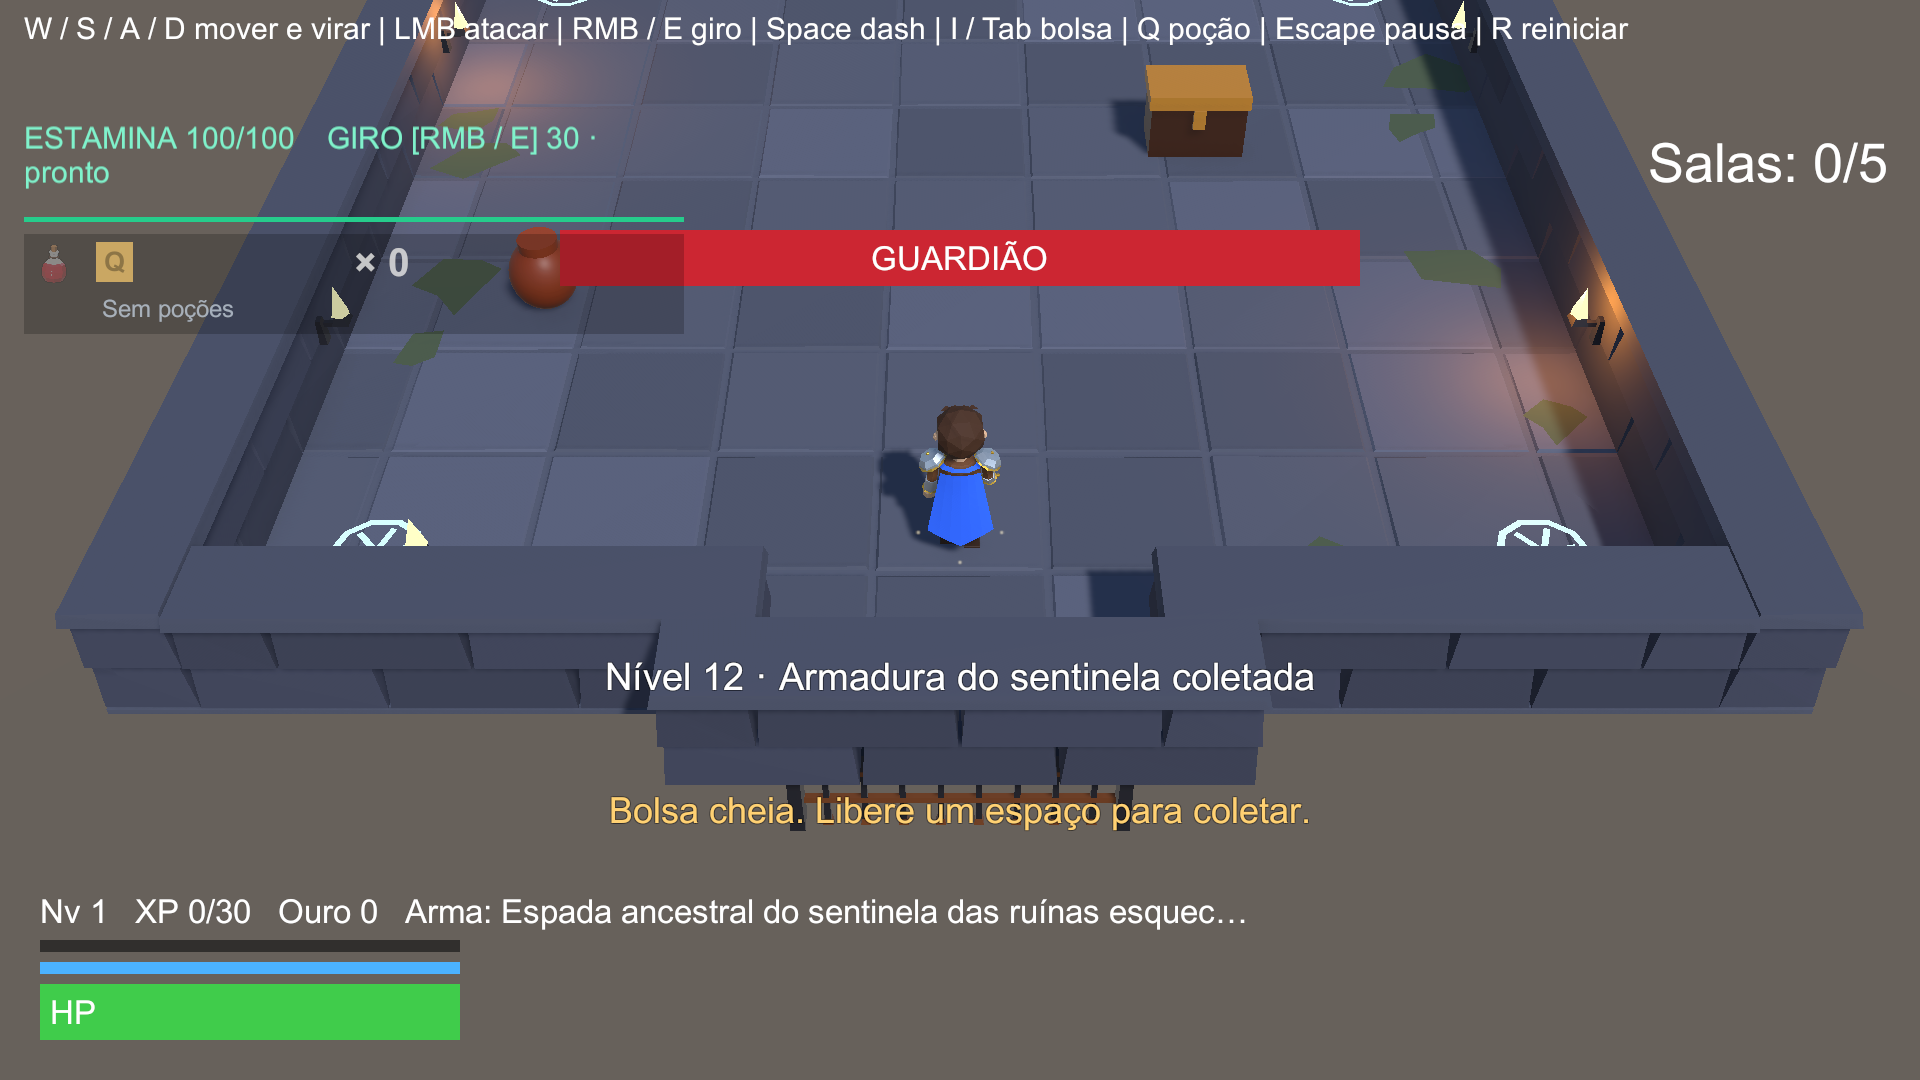 W / S / A / D mover e virar | LMB atacar | RMB / E giro | Space dash | I / Tab bolsa | Q poção | Escape pausa | R reiniciar
ESTAMINA 100/100    GIRO [RMB / E] 30 ·
pronto
Salas: 0/5
Q × 0
Sem poções
GUARDIÃO
Nível 12 · Armadura do sentinela coletada
Bolsa cheia. Libere um espaço para coletar.
Nv 1   XP 0/30   Ouro 0   Arma: Espada ancestral do sentinela das ruínas esquec…
HP